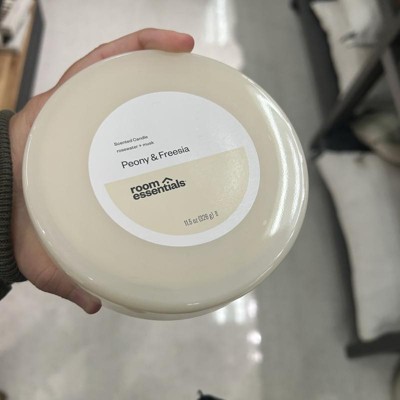 Scented Candle
rosewater + musk
Peony & Freesia
room
essentials
11.5 oz (326 g) ℮